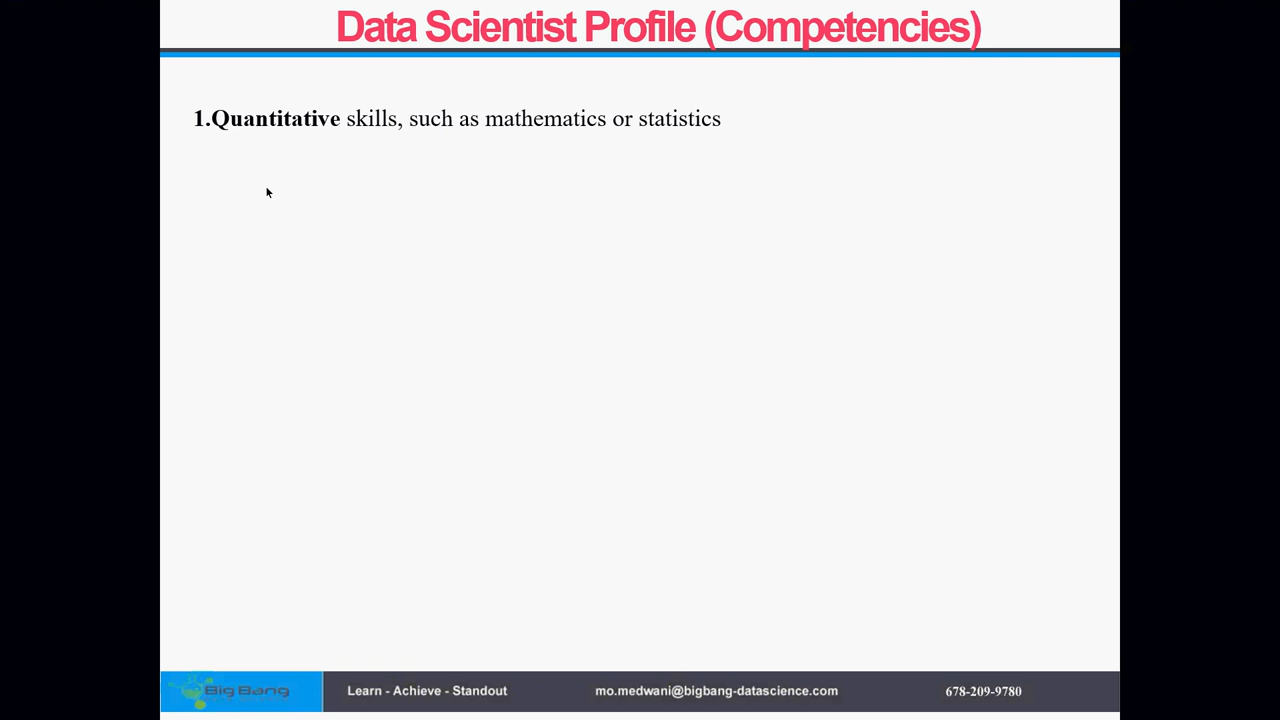 Data Scientist Profile (Competencies)
1.Quantitative skills, such as mathematics or statistics
Big Bang
Learn - Achieve - Standout
mo.medwani@bigbang-datascience.com
678-209-9780